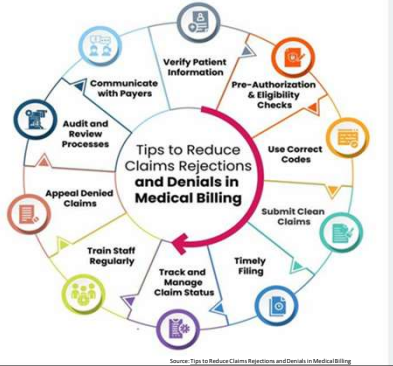 Tips to Reduce
Claims Rejections
and Denials in
Medical Billing
Verify Patient
Information
Pre-Authorization
& Eligibility
Checks
Use Correct
Codes
Submit Clean
Claims
Timely
Filing
Track and
Manage
Claim Status
Train Staff
Regularly
Appeal Denied
Claims
Audit and
Review
Processes
Communicate
with Payers
Source: Tips to Reduce Claims Rejections and Denials in Medical Billing